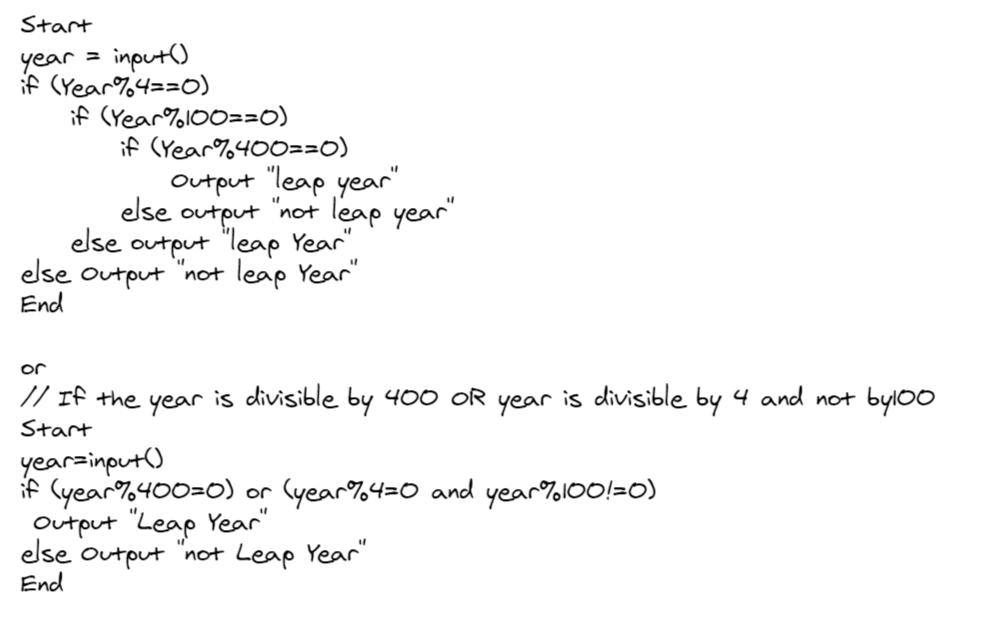 Start
year = input()
if (Year%4==0)
if (Year%100==0)
if (Year%400==0)
Output "leap year"
else output "not leap year"
else output "leap Year"
else Output "not leap Year"
End
or
// If the year is divisible by 400 OR year is divisible by 4 and not by100
Start
year=input()
if (year%400=0) or (year%4=0 and year%100!=0)
Output "Leap Year"
else Output "not Leap Year"
End